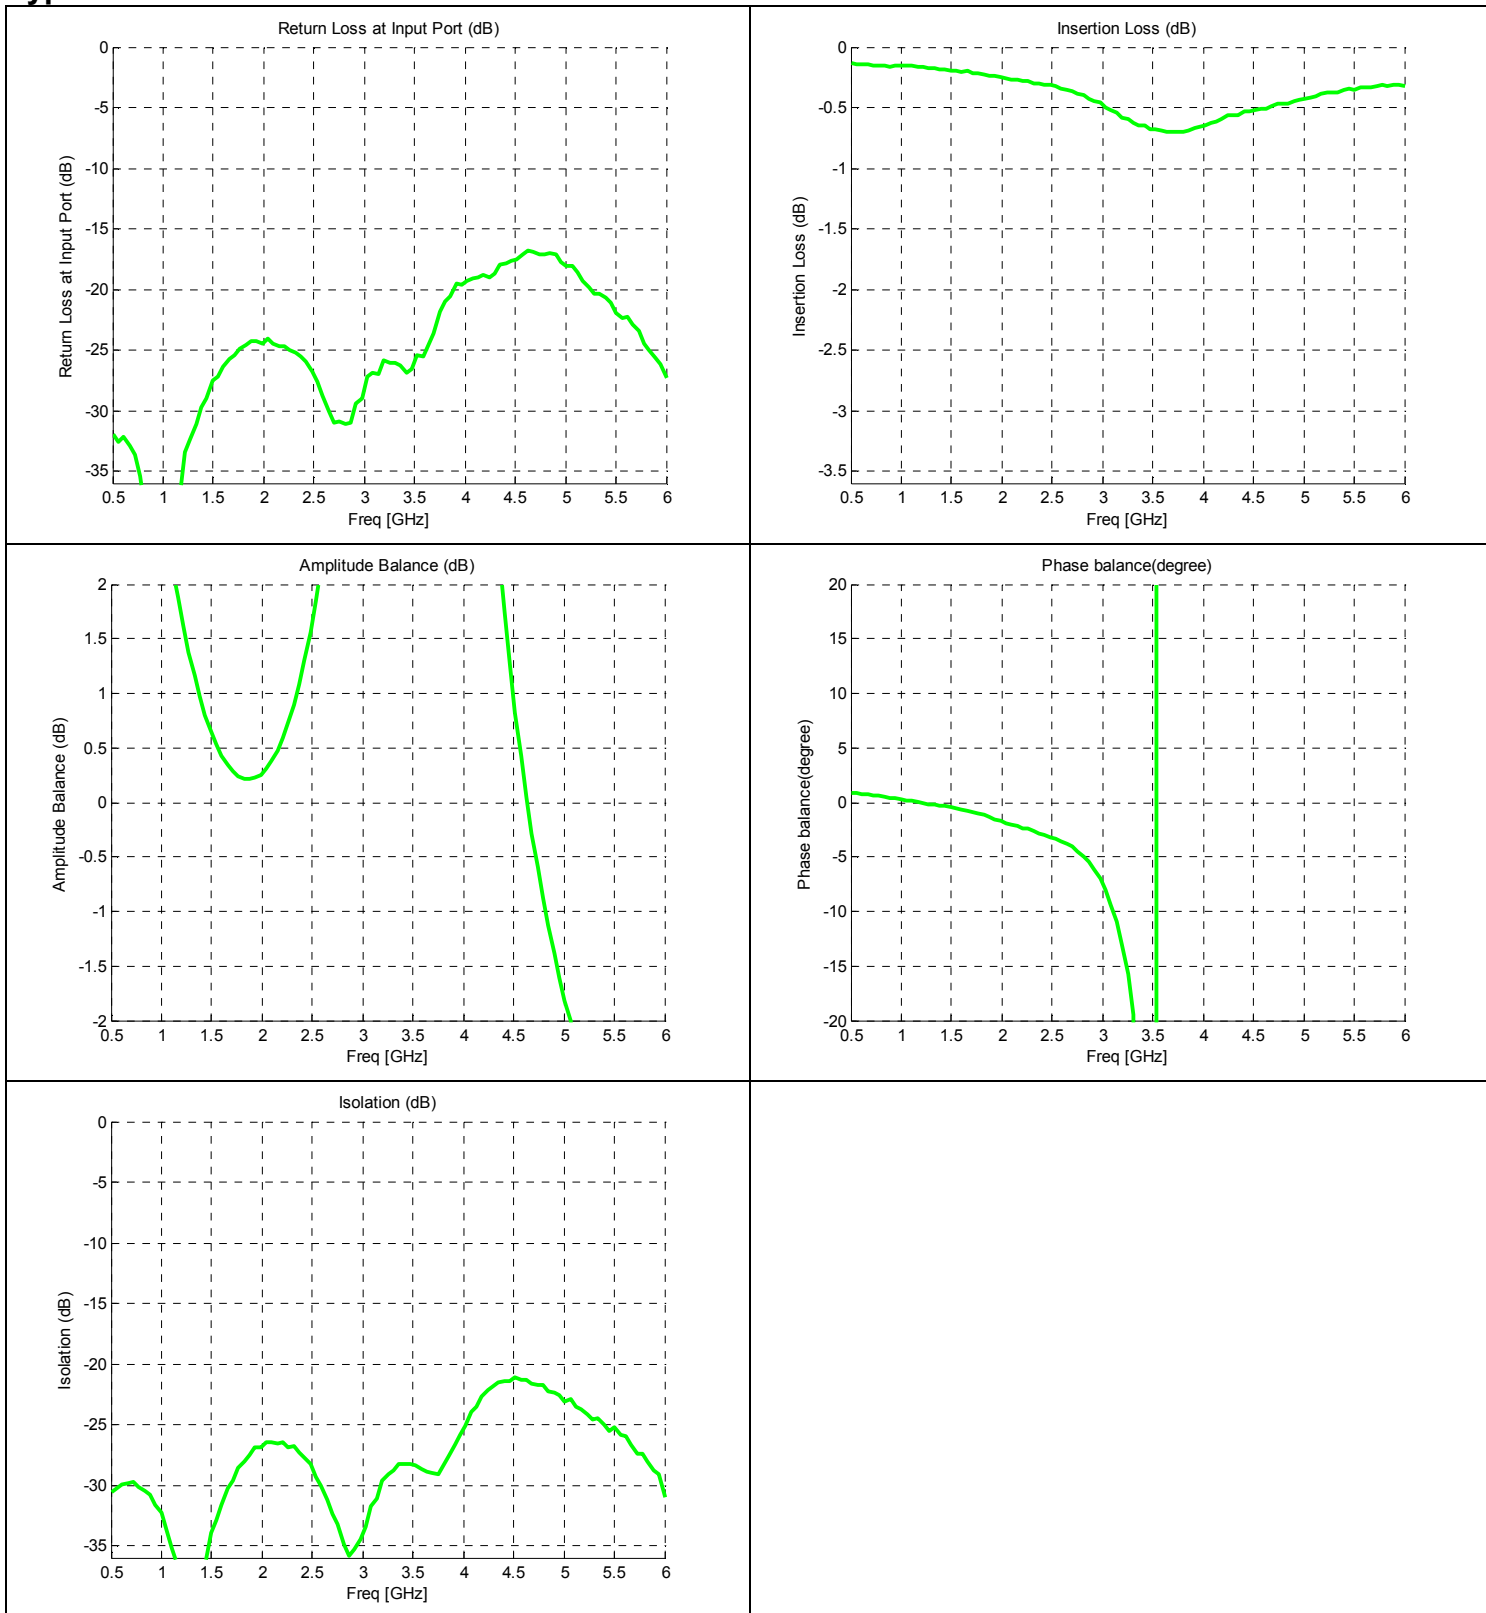 Return Loss at Input Port (dB)
0
-5
-10
-15
-20
-25
-30
-35
Return Loss at Input Port (dB)
0.5 1 1.5 2 2.5 3 3.5 4 4.5 5 5.5 6
Freq [GHz]
Insertion Loss (dB)
0
-0.5
-1
-1.5
-2
-2.5
-3
-3.5
Insertion Loss (dB)
0.5 1 1.5 2 2.5 3 3.5 4 4.5 5 5.5 6
Freq [GHz]
Amplitude Balance (dB)
2
1.5
1
0.5
0
-0.5
-1
-1.5
-2
Amplitude Balance (dB)
0.5 1 1.5 2 2.5 3 3.5 4 4.5 5 5.5 6
Freq [GHz]
Phase balance(degree)
20
15
10
5
0
-5
-10
-15
-20
Phase balance(degree)
0.5 1 1.5 2 2.5 3 3.5 4 4.5 5 5.5 6
Freq [GHz]
Isolation (dB)
0
-5
-10
-15
-20
-25
-30
-35
Isolation (dB)
0.5 1 1.5 2 2.5 3 3.5 4 4.5 5 5.5 6
Freq [GHz]